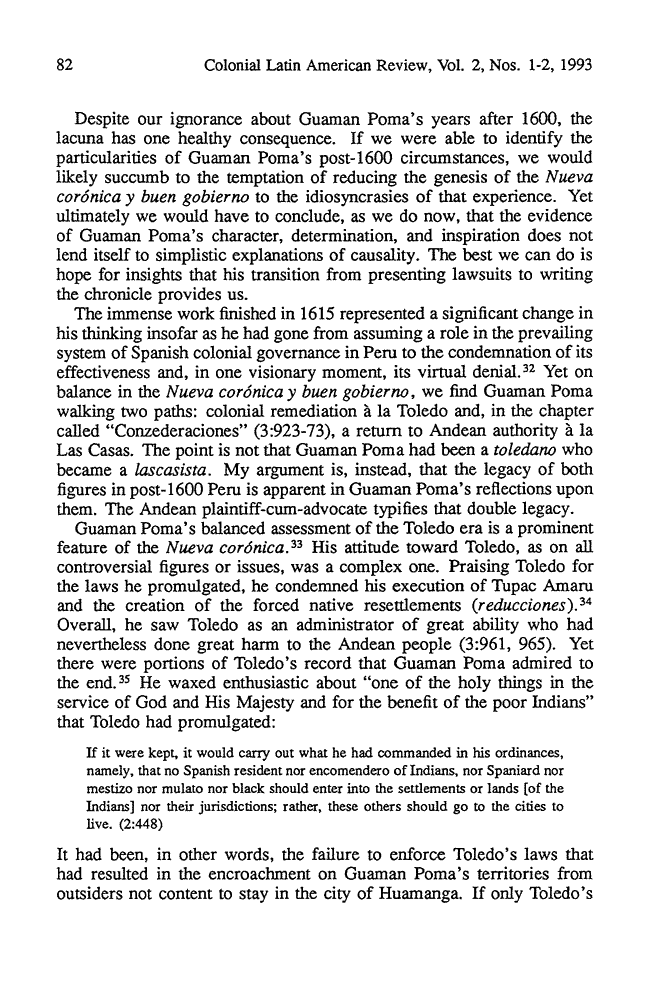 82 Colonial Latin American Review, Vol. 2, Nos. 1-2, 1993
Despite our ignorance about Guaman Poma's years after 1600, the
lacuna has one healthy consequence. If we were able to identify the
particularities of Guaman Poma's post-1600 circumstances, we would
likely succumb to the temptation of reducing the genesis of the Nueva
corónica y buen gobierno to the idiosyncrasies of that experience. Yet
ultimately we would have to conclude, as we do now, that the evidence
of Guaman Poma's character, determination, and inspiration does not
lend itself to simplistic explanations of causality. The best we can do is
hope for insights that his transition from presenting lawsuits to writing
the chronicle provides us.
The immense work finished in 1615 represented a significant change in
his thinking insofar as he had gone from assuming a role in the prevailing
system of Spanish colonial governance in Peru to the condemnation of its
effectiveness and, in one visionary moment, its virtual denial.32 Yet on
balance in the Nueva corónica y buen gobierno, we find Guaman Poma
walking two paths: colonial remediation à la Toledo and, in the chapter
called “Conzederaciones” (3:923-73), a return to Andean authority à la
Las Casas. The point is not that Guaman Poma had been a toledano who
became a lascasista. My argument is, instead, that the legacy of both
figures in post-1600 Peru is apparent in Guaman Poma's reflections upon
them. The Andean plaintiff-cum-advocate typifies that double legacy.
Guaman Poma's balanced assessment of the Toledo era is a prominent
feature of the Nueva corónica.33 His attitude toward Toledo, as on all
controversial figures or issues, was a complex one. Praising Toledo for
the laws he promulgated, he condemned his execution of Tupac Amaru
and the creation of the forced native resettlements (reducciones).34
Overall, he saw Toledo as an administrator of great ability who had
nevertheless done great harm to the Andean people (3:961, 965). Yet
there were portions of Toledo's record that Guaman Poma admired to
the end.35 He waxed enthusiastic about “one of the holy things in the
service of God and His Majesty and for the benefit of the poor Indians”
that Toledo had promulgated:
If it were kept, it would carry out what he had commanded in his ordinances,
namely, that no Spanish resident nor encomendero of Indians, nor Spaniard nor
mestizo nor mulato nor black should enter into the settlements or lands [of the
Indians] nor their jurisdictions; rather, these others should go to the cities to
live. (2:448)
It had been, in other words, the failure to enforce Toledo's laws that
had resulted in the encroachment on Guaman Poma's territories from
outsiders not content to stay in the city of Huamanga. If only Toledo's